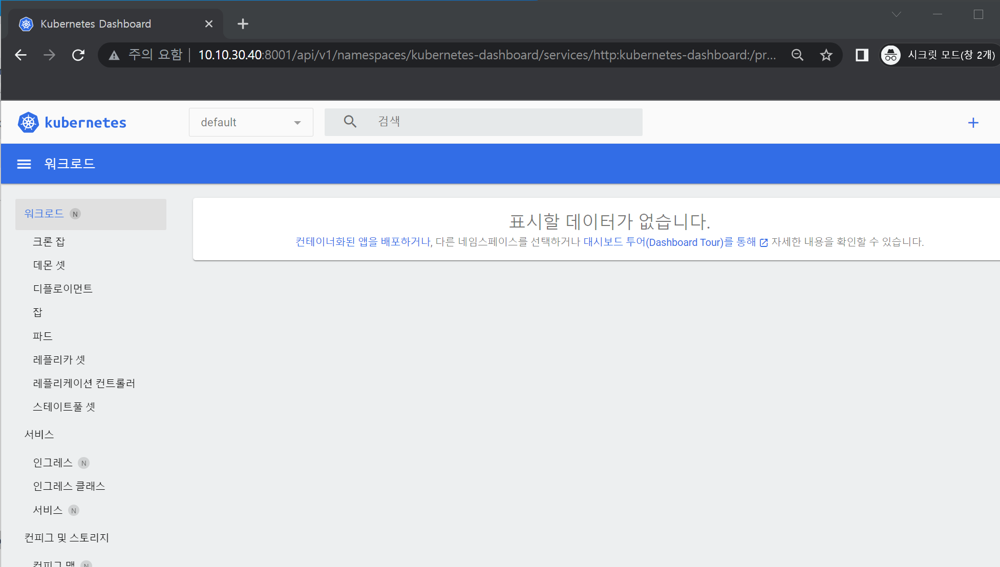 Kubernetes Dashboard
주의 요함 10.10.30.40:8001/api/v1/namespaces/kubernetes-dashboard/services/http:kubernetes-dashboard:/pr... 시크릿 모드(창 2개)
kubernetes default 검색
워크로드
워크로드 N
표시할 데이터가 없습니다.
컨테이너화된 앱을 배포하거나, 다른 네임스페이스를 선택하거나 대시보드 투어(Dashboard Tour)를 통해 자세한 내용을 확인할 수 있습니다.
크론 잡
데몬 셋
디플로이먼트
잡
파드
레플리카 셋
레플리케이션 컨트롤러
스테이트풀 셋
서비스
인그레스 N
인그레스 클래스
서비스 N
컨피그 및 스토리지
컨피그 맵 N